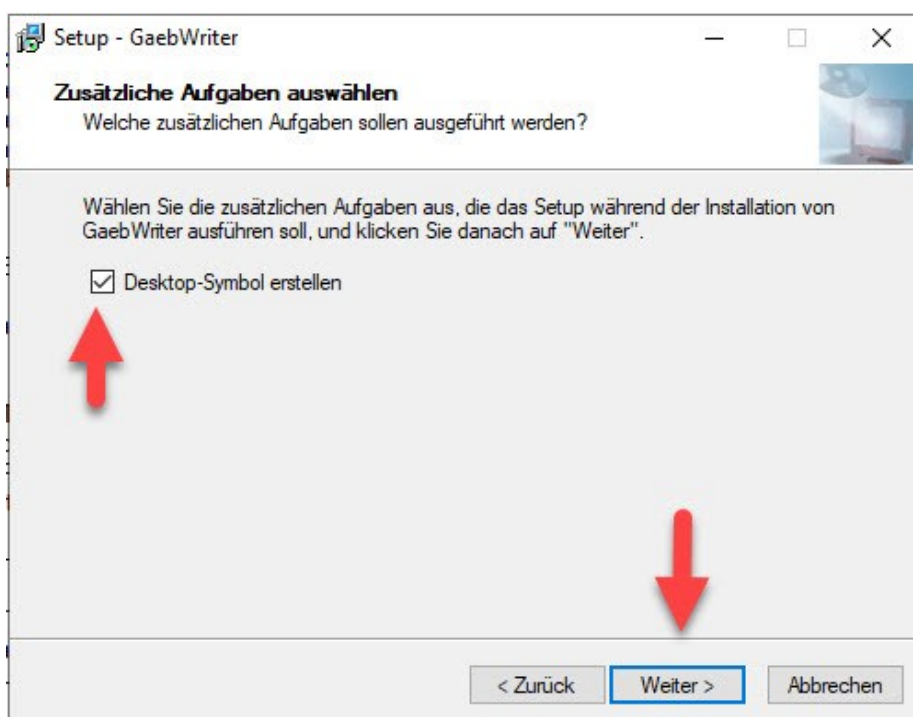 Setup - GaebWriter
Zusätzliche Aufgaben auswählen
Welche zusätzlichen Aufgaben sollen ausgeführt werden?
Wählen Sie die zusätzlichen Aufgaben aus, die das Setup während der Installation von
GaebWriter ausführen soll, und klicken Sie danach auf "Weiter".
Desktop-Symbol erstellen
< Zurück
Weiter >
Abbrechen